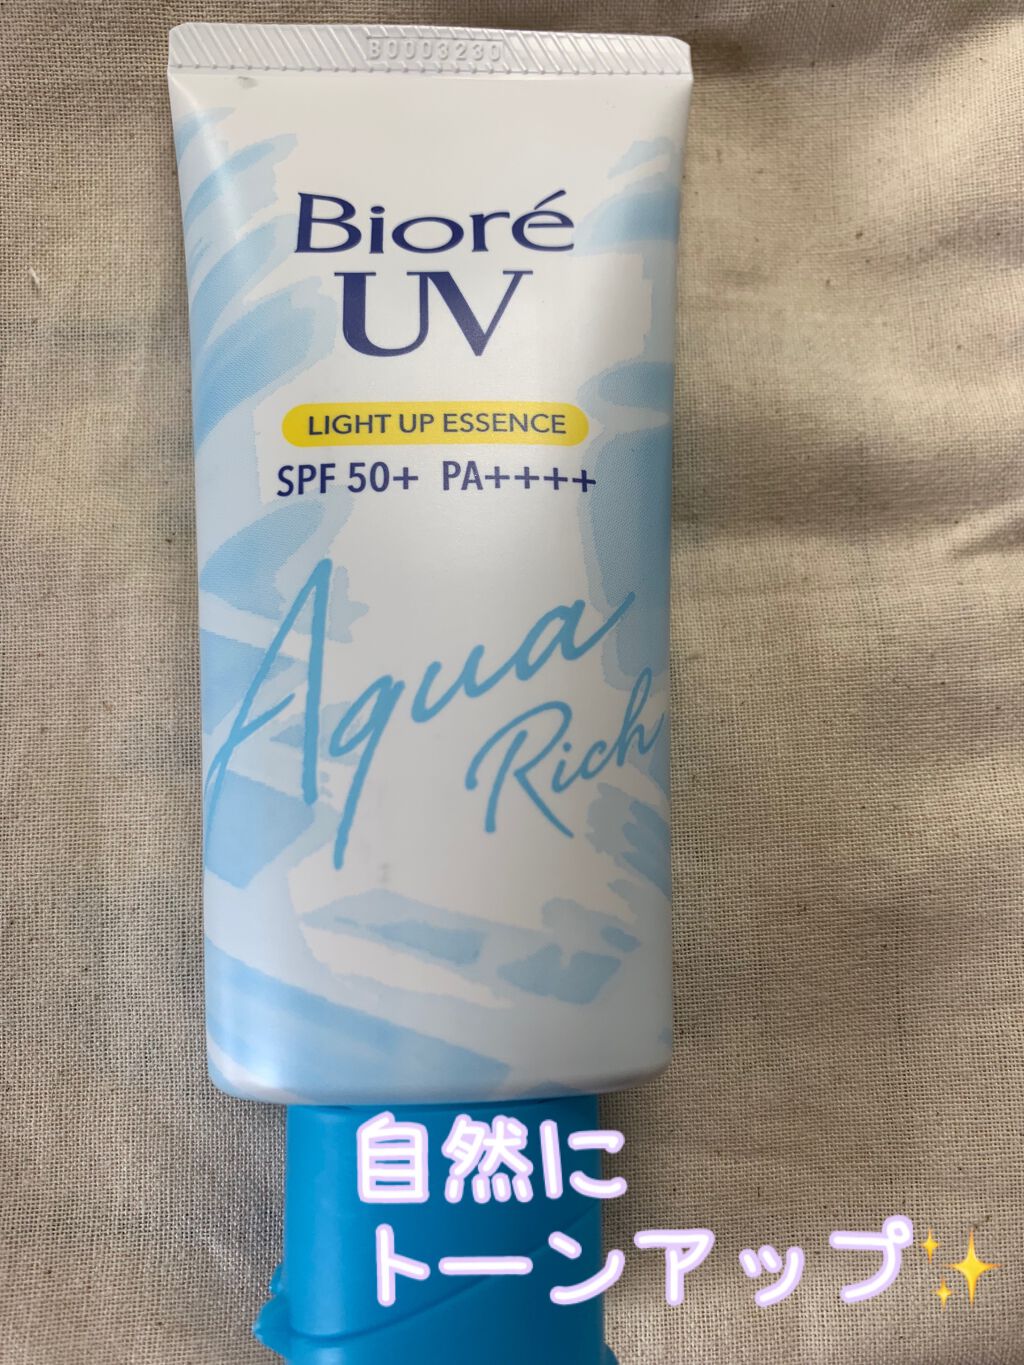 B0003230
Bioré
UV
LIGHT UP ESSENCE
SPF 50+ PA++++
Aqua
Rich
自然に
トーンアップ✨